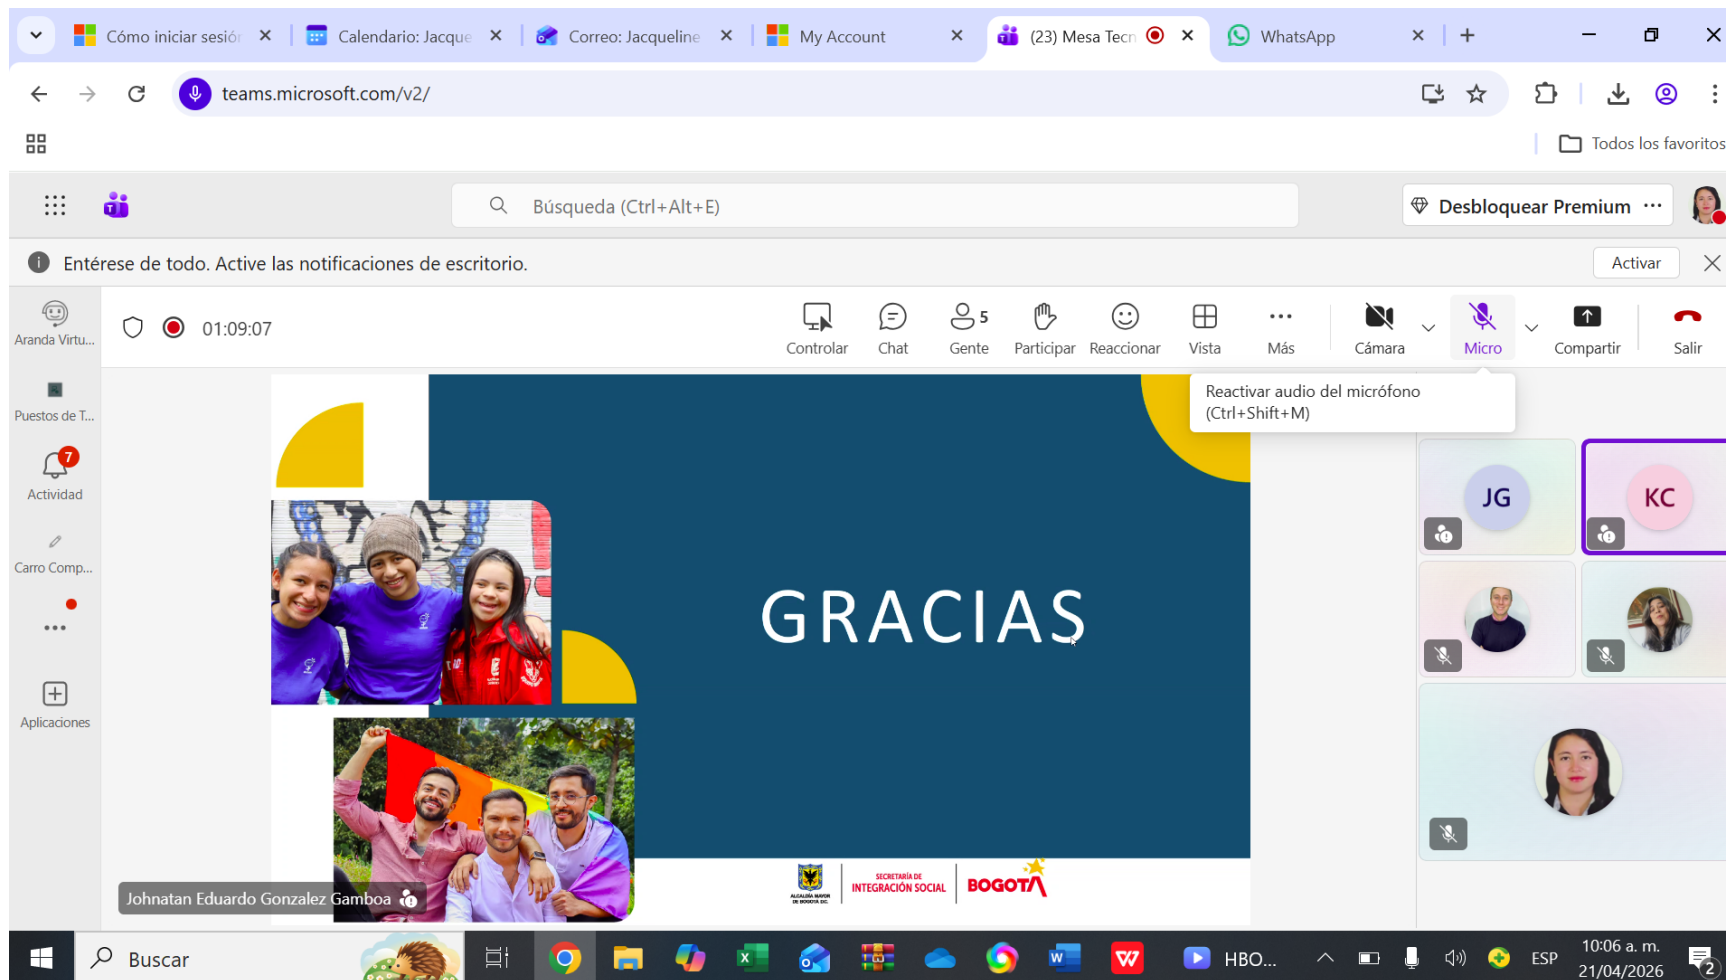 Cómo iniciar sesión
Calendario: Jacque
Correo: Jacqueline
My Account
(23) Mesa Tecn
WhatsApp
teams.microsoft.com/v2/
Todos los favoritos
Búsqueda (Ctrl+Alt+E)
Desbloquear Premium
Entérese de todo. Active las notificaciones de escritorio.
Activar
Aranda Virtu...
Puestos de T...
7
Actividad
Carro Comp...
Aplicaciones
01:09:07
Controlar
Chat
5
Gente
Participar
Reaccionar
Vista
Más
Cámara
Micro
Compartir
Salir
Reactivar audio del micrófono
(Ctrl+Shift+M)
GRACIAS
JG
KC
ALCALDÍA MAYOR
DE BOGOTÁ D.C.
SECRETARÍA DE
INTEGRACIÓN SOCIAL
BOGOTÁ
Johnatan Eduardo Gonzalez Gamboa
Buscar
HBO...
ESP
10:06 a. m.
21/04/2026
2